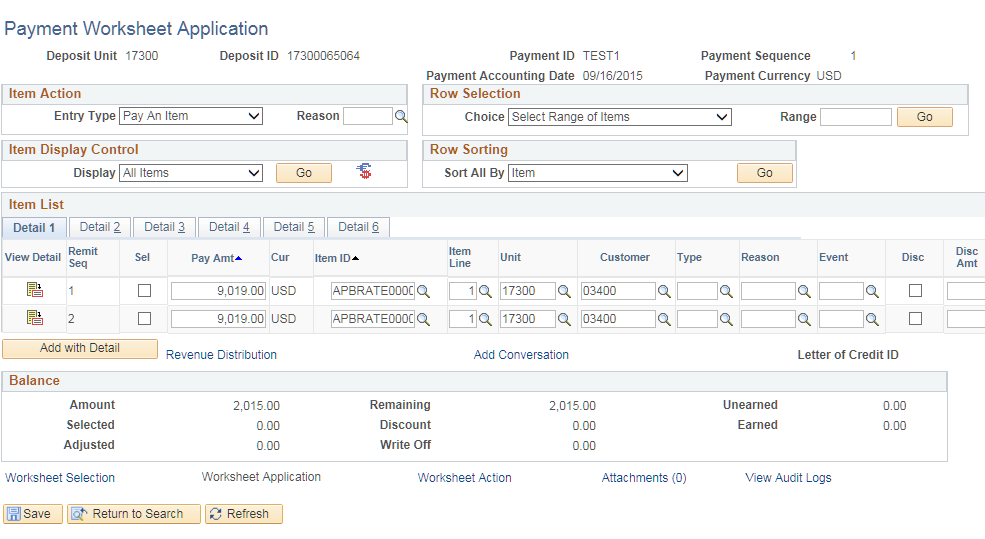 Payment Worksheet Application
Deposit Unit 17300 Deposit ID 17300065064 Payment ID TEST1 Payment Sequence 1
Payment Accounting Date 09/16/2015 Payment Currency USD
Item Action Row Selection
Entry Type Pay An Item Reason Choice Select Range of Items Range Go
Item Display Control Row Sorting
Display All Items Go Sort All By Item Go
Item List
Detail 1 Detail 2 Detail 3 Detail 4 Detail 5 Detail 6
View Detail Remit Seq Sel Pay Amt Cur Item ID Item Line Unit Customer Type Reason Event Disc Disc Amt
1 9,019.00 USD APBRATE0000 1 17300 03400
2 9,019.00 USD APBRATE0000 1 17300 03400
Add with Detail Revenue Distribution Add Conversation Letter of Credit ID
Balance
Amount 2,015.00 Remaining 2,015.00 Unearned 0.00
Selected 0.00 Discount 0.00 Earned 0.00
Adjusted 0.00 Write Off 0.00
Worksheet Selection Worksheet Application Worksheet Action Attachments (0) View Audit Logs
Save Return to Search Refresh